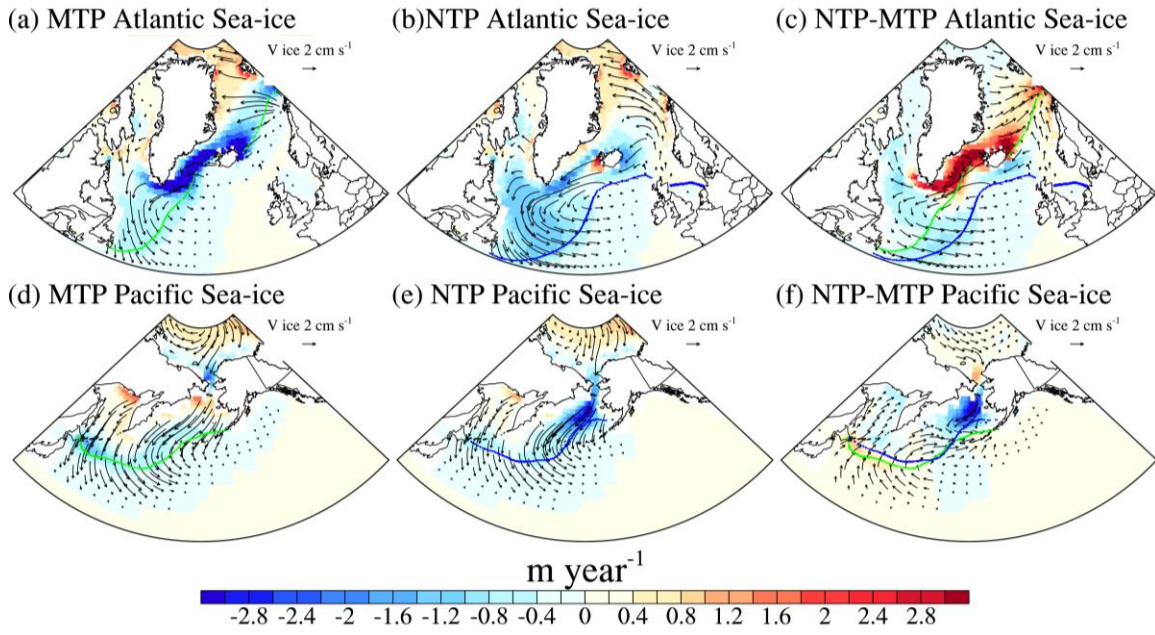 (a) MTP Atlantic Sea-ice
(b)NTP Atlantic Sea-ice
(c) NTP-MTP Atlantic Sea-ice
V ice 2 cm s⁻¹
V ice 2 cm s⁻¹
V ice 2 cm s⁻¹
(d) MTP Pacific Sea-ice
(e) NTP Pacific Sea-ice
(f) NTP-MTP Pacific Sea-ice
V ice 2 cm s⁻¹
V ice 2 cm s⁻¹
V ice 2 cm s⁻¹
m year⁻¹
-2.8 -2.4 -2 -1.6 -1.2 -0.8 -0.4 0 0.4 0.8 1.2 1.6 2 2.4 2.8